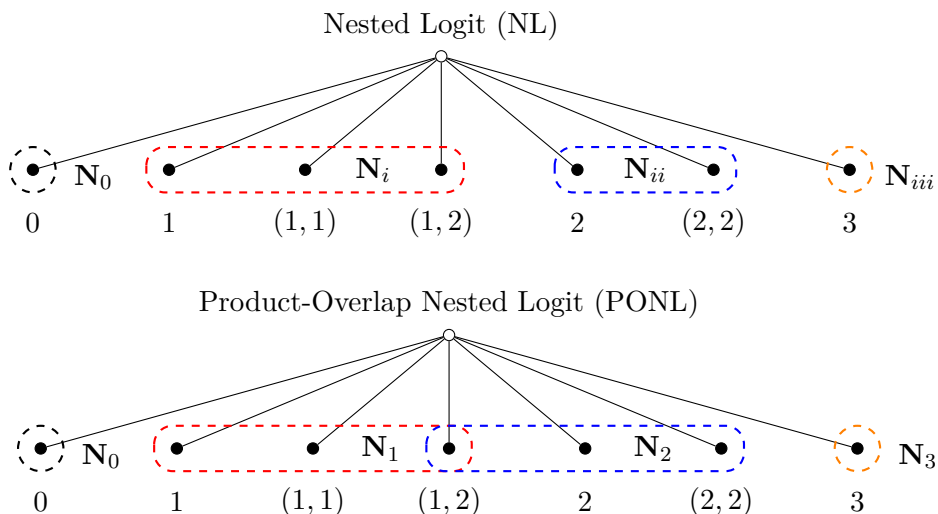 Nested Logit (NL)
N₀ Nᵢ Nᵢᵢ Nᵢᵢᵢ
0 1 (1, 1) (1, 2) 2 (2, 2) 3
Product-Overlap Nested Logit (PONL)
N₀ N₁ N₂ N₃
0 1 (1, 1) (1, 2) 2 (2, 2) 3